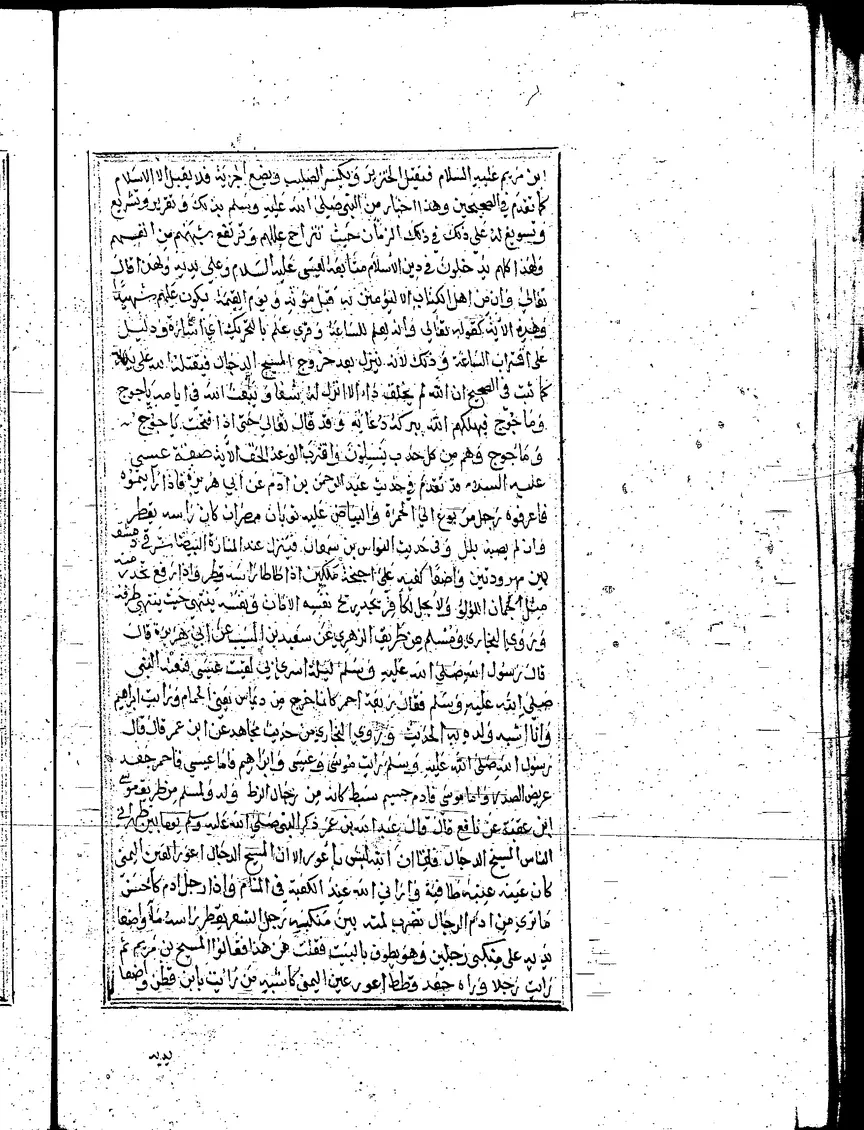 ابن مريم عليه السلام فيقتل الخنزير ويكسر الصليب ويضع الجزية فلا يقبل الا الاسلام
كما تقدم في الصحيحين وهذا اخبار من النبي صلى الله عليه وسلم بذلك وتقرير وتشريع
وتسويغ له على ذلك في ذلك الزمان حيث تنزاح عللهم وترتفع شبههم من انفسهم
ولهذا كلهم يدخلون في دين الاسلام متابعة لعيسى عليه السلام وعلى يديه ولهذا قال
تعالى وان من اهل الكتاب الا ليؤمنن به قبل موته ويوم القيمة يكون عليهم شهيدا
وهذه الاية كقوله تعالى وانه لعلم للساعة وقرى علم بالتحريك اي اشارة ودليل
على اقتراب الساعة وذلك لانه ينزل بعد خروج المسيح الدجال فيقتله الله على يديه
كما ثبت في الصحيح ان الله لم يخلق داء الا انزل له شفا ويبعث الله في ايامه ياجوج
وماجوج فيهلكهم الله ببركة دعائه وقد قال تعالى حتى اذا فتحت ياجوج
وماجوج وهم من كل حدب ينسلون واقترب الوعد الحق الاية صفة عيسى
عليه السلام قد تقدم في حديث عبد الرحمن بن ادم عن ابي هريرة فاذا رايتموه
فاعرفوه رجل مربوع الى الحمرة والبياض عليه ثوبان ممصران كان راسه يقطر
وان لم يصبه بلل وفي حديث النواس بن سمعان فينزل عند المنارة البيضا شرقي دمشق
بين مهرودتين واضعا كفيه على اجنحة ملكين اذا طاطا راسه قطر واذا رفع تحدر منه
مثل الجمان اللؤلؤ ولا يحل لكافر يجد ريح نفسه الا مات ونفسه ينتهي حيث ينتهي طرفه
وروى البخاري ومسلم من طريق الزهري عن سعيد بن المسيب عن ابي هريرة قال
قال رسول الله صلى الله عليه وسلم ليلة اسري بي لقيت عيسى فنعته النبي
صلى الله عليه وسلم فقال ربعة احمر كانما خرج من ديماس يعني الحمام ورايت ابراهيم
وانا اشبه ولده به الحديث وروى البخاري من حديث مجاهد عن ابن عمر قال قال
رسول الله صلى الله عليه وسلم رايت موسى وعيسى وابراهيم فاما عيسى فاحمر جعد
عريض الصدر واما موسى فادم جسيم سبط كانه من رجال الزط وله ولمسلم من طريق موسى
ابن عقبة عن نافع قال قال عبد الله بن عمر ذكر النبي صلى الله عليه وسلم يوما بين ظهراني
الناس المسيح الدجال فقال ان الله ليس باعور الا ان المسيح الدجال اعور العين اليمنى
كان عينه عنبة طافية واراني الله عند الكعبة في المنام واذا رجل ادم كاحسن
ما ترى من ادم الرجال تضرب لمته بين منكبيه رجل الشعر يقطر راسه ماء واضعا
يديه على منكبي رجلين وهو يطوف بالبيت فقلت من هذا فقالوا المسيح بن مريم ثم
رايت رجلا وراه جعد قططا اعور عين اليمنى كاشبه من رايت بابن قطن واضعا
يديه